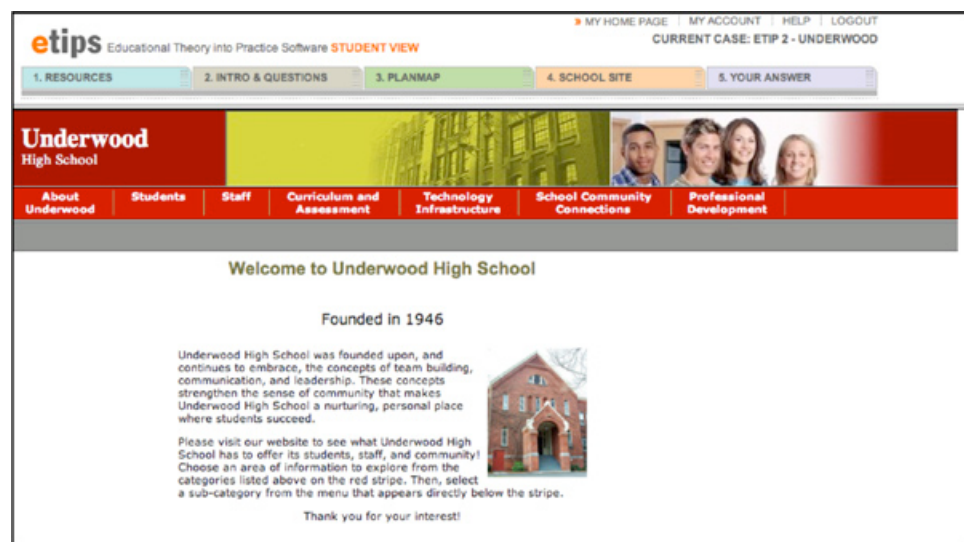 » MY HOME PAGE | MY ACCOUNT | HELP | LOGOUT
etips Educational Theory into Practice Software STUDENT VIEW
CURRENT CASE: ETIP 2 - UNDERWOOD
1. RESOURCES 2. INTRO & QUESTIONS 3. PLANMAP 4. SCHOOL SITE 5. YOUR ANSWER
Underwood
High School
About Underwood Students Staff Curriculum and Assessment Technology Infrastructure School Community Connections Professional Development
Welcome to Underwood High School
Founded in 1946
Underwood High School was founded upon, and
continues to embrace, the concepts of team building,
communication, and leadership. These concepts
strengthen the sense of community that makes
Underwood High School a nurturing, personal place
where students succeed.
Please visit our website to see what Underwood High
School has to offer its students, staff, and community!
Choose an area of information to explore from the
categories listed above on the red stripe. Then, select
a sub-category from the menu that appears directly below the stripe.
Thank you for your interest!